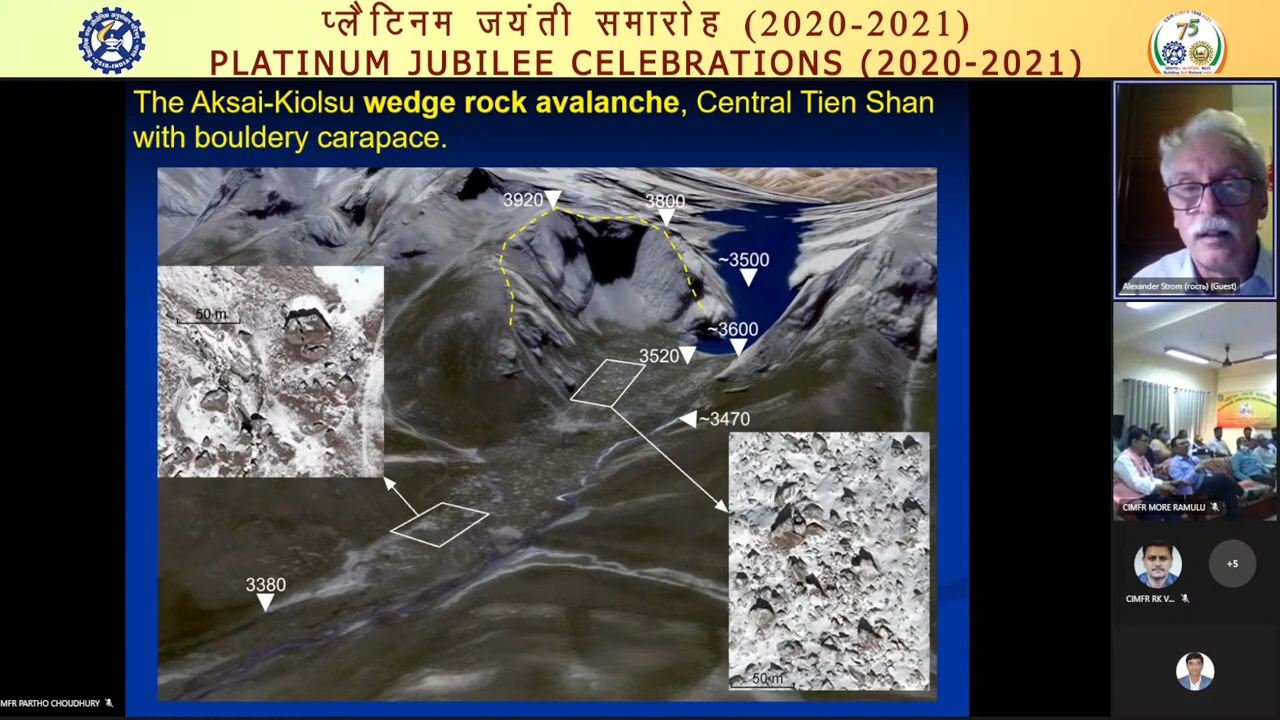 प्लैटिनम जयंती समारोह (2020-2021)
PLATINUM JUBILEE CELEBRATIONS (2020-2021)
75
The Aksai-Kiolsu wedge rock avalanche, Central Tien Shan
with bouldery carapace.
3920
3800
~3500
~3600
3520
~3470
3380
50 m
50 m
Alexander Strom (гость) (Guest)
CIMFR MORE RAMULU
CIMFR RK V...
+5
MFR PARTHO CHOUDHURY